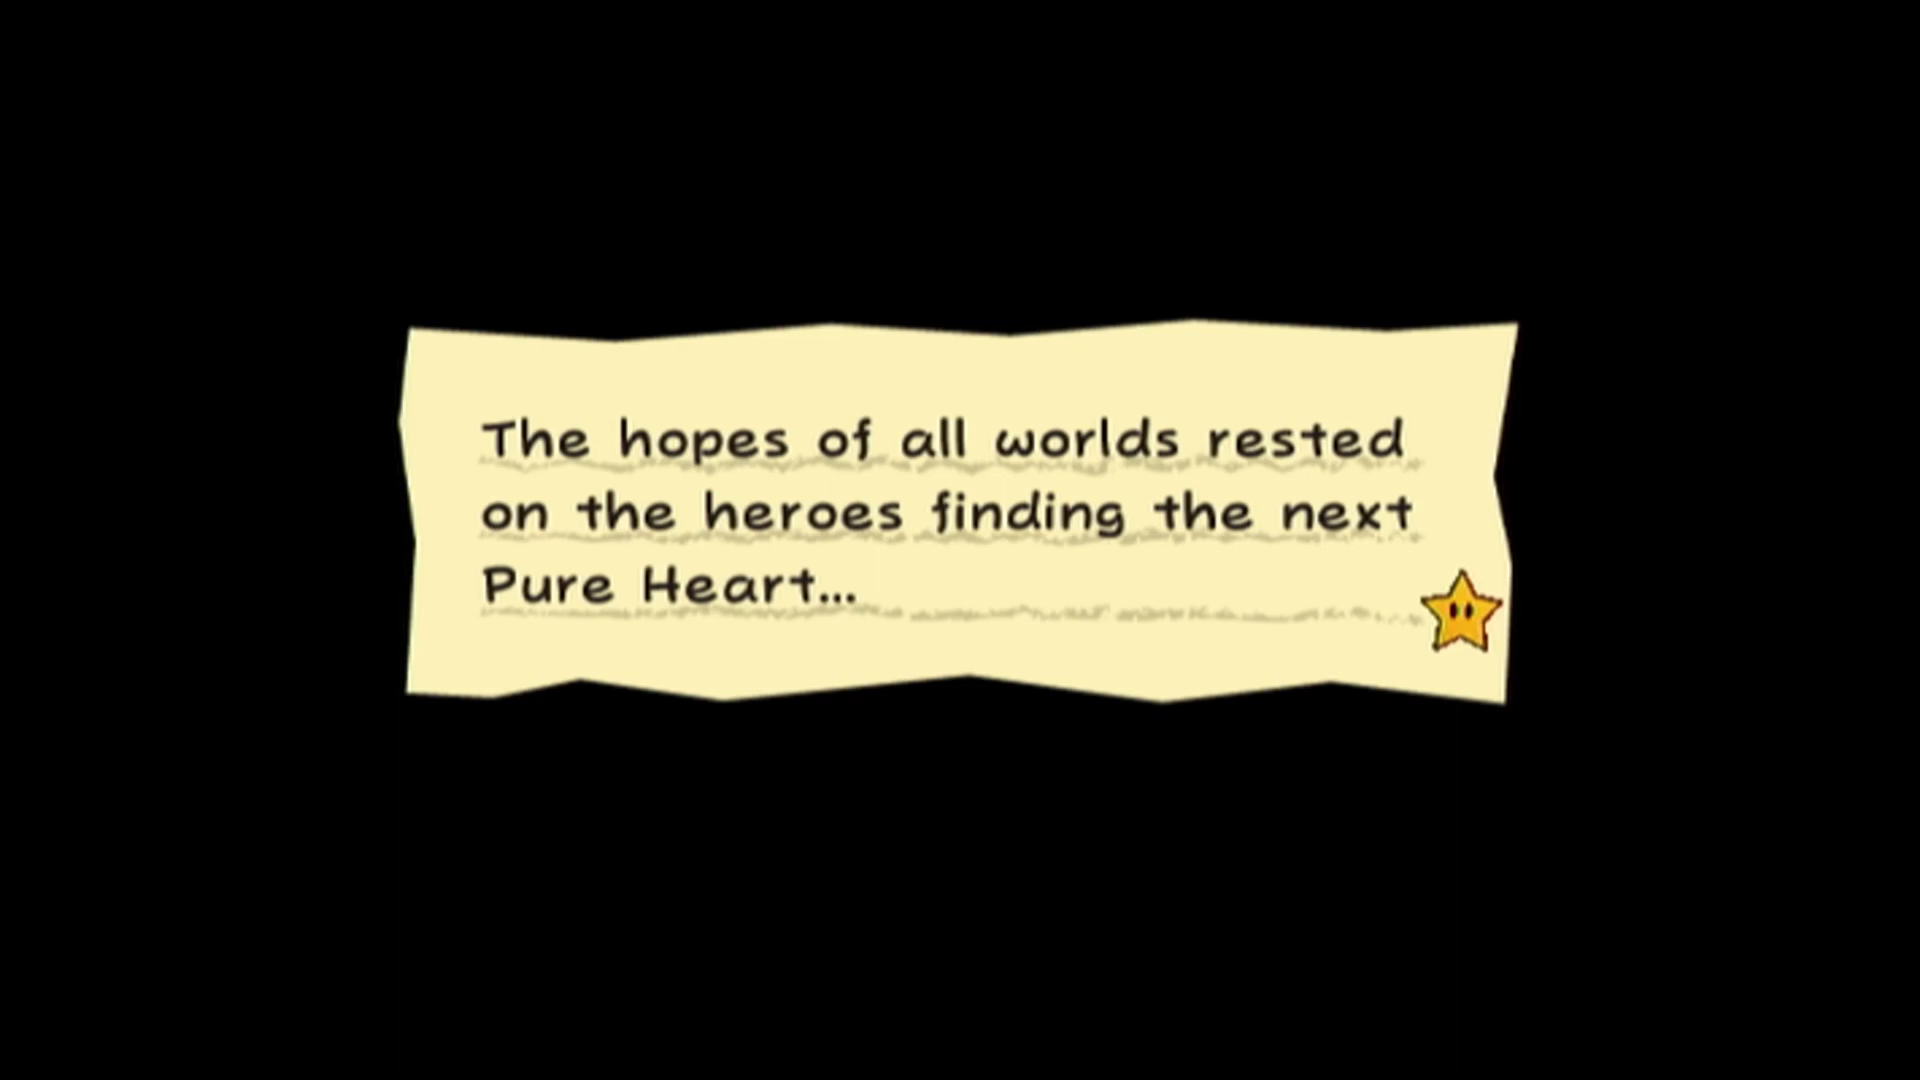 The hopes of all worlds rested
on the heroes finding the next
Pure Heart...